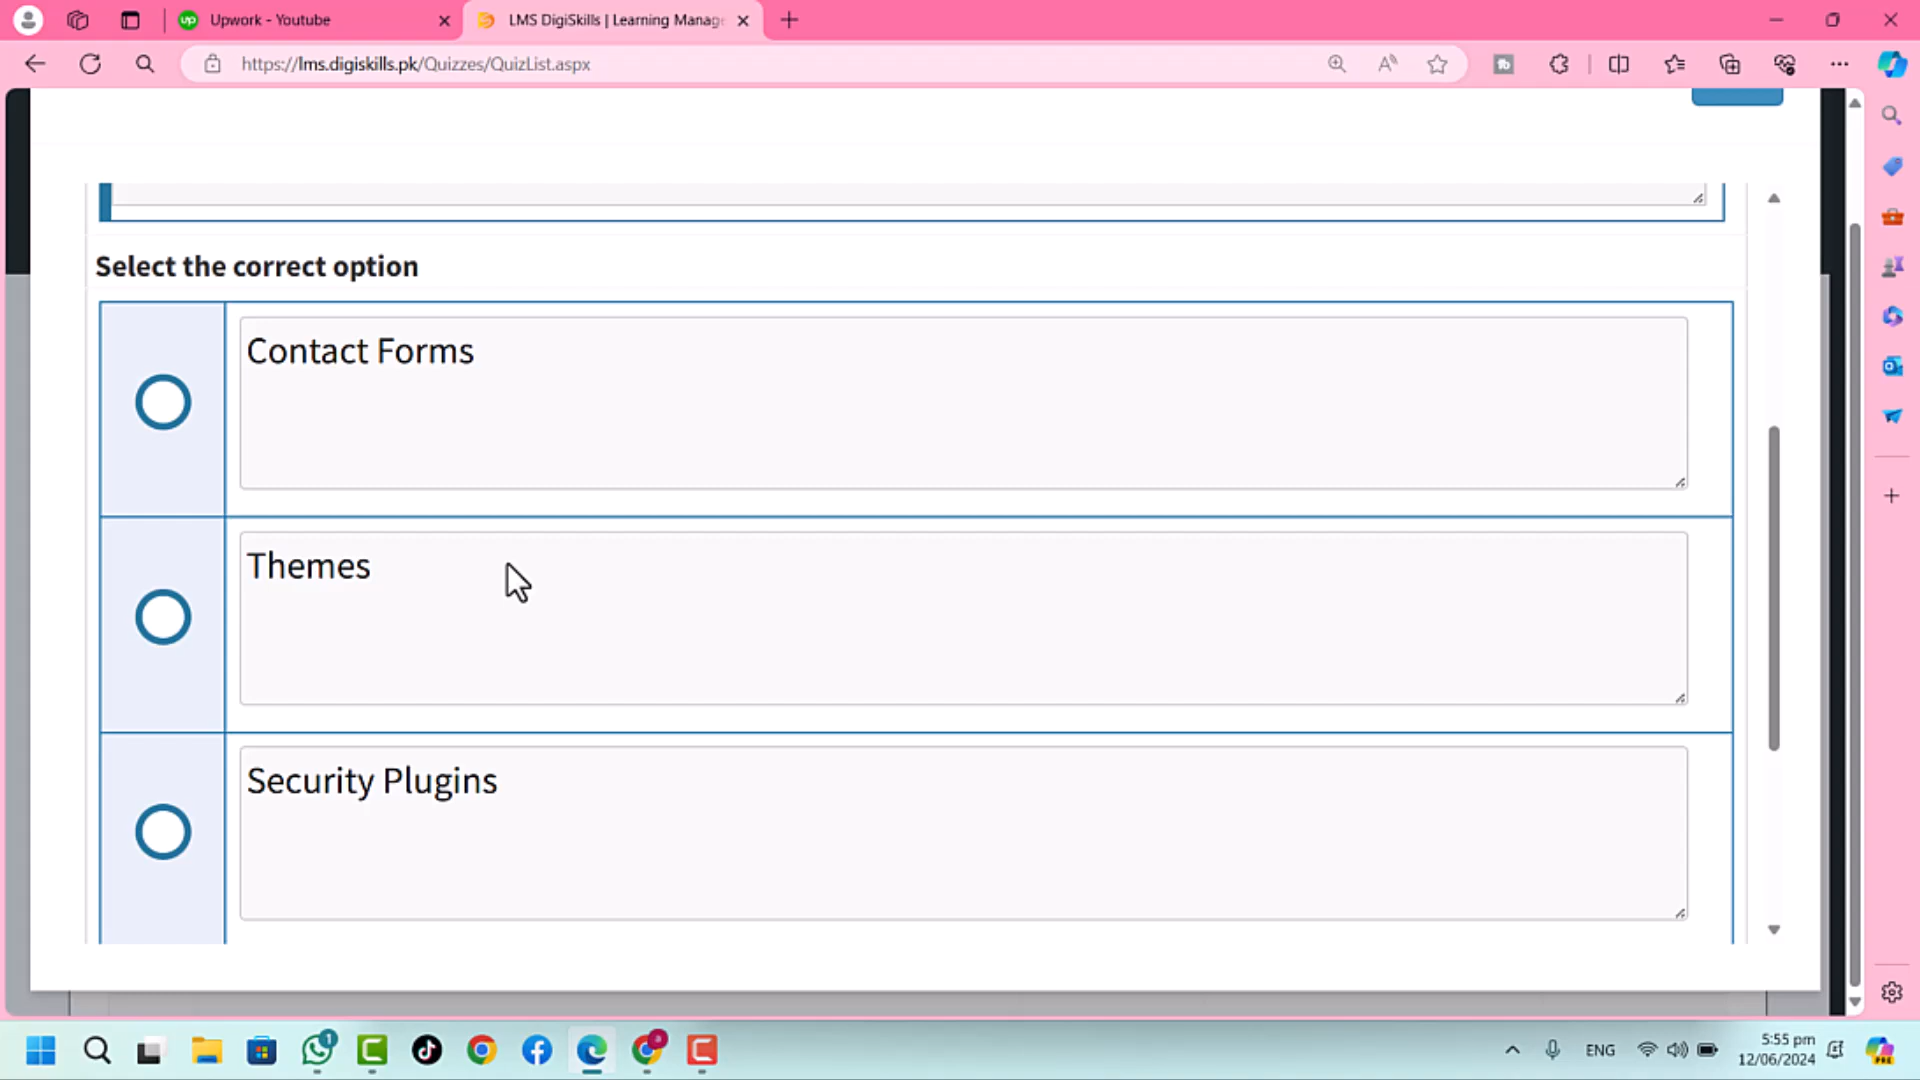 Upwork - Youtube
LMS DigiSkills | Learning Manage
https://lms.digiskills.pk/Quizzes/QuizList.aspx
Select the correct option
Contact Forms
Themes
Security Plugins
ENG
5:55 pm
12/06/2024